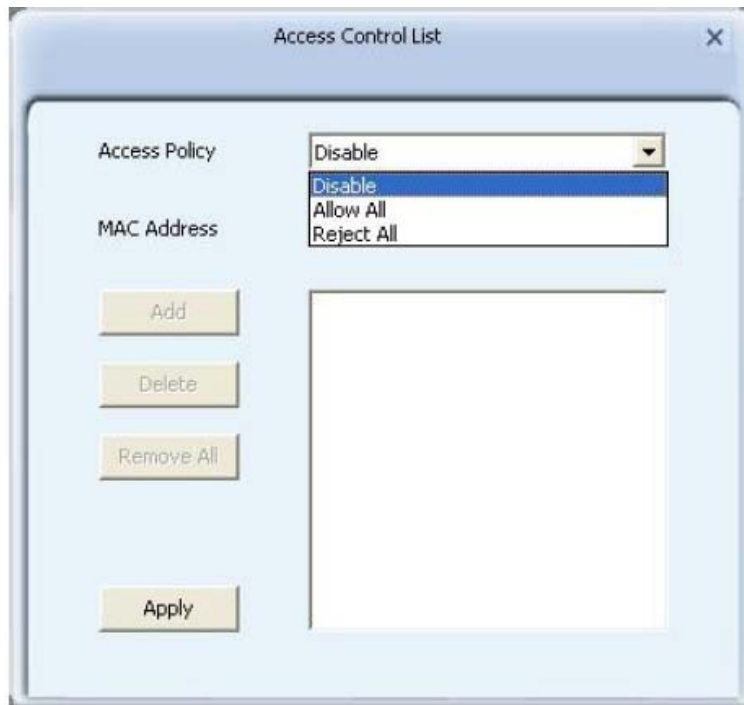 Access Control List
Access Policy
Disable
Disable
Allow All
Reject All
MAC Address
Add
Delete
Remove All
Apply